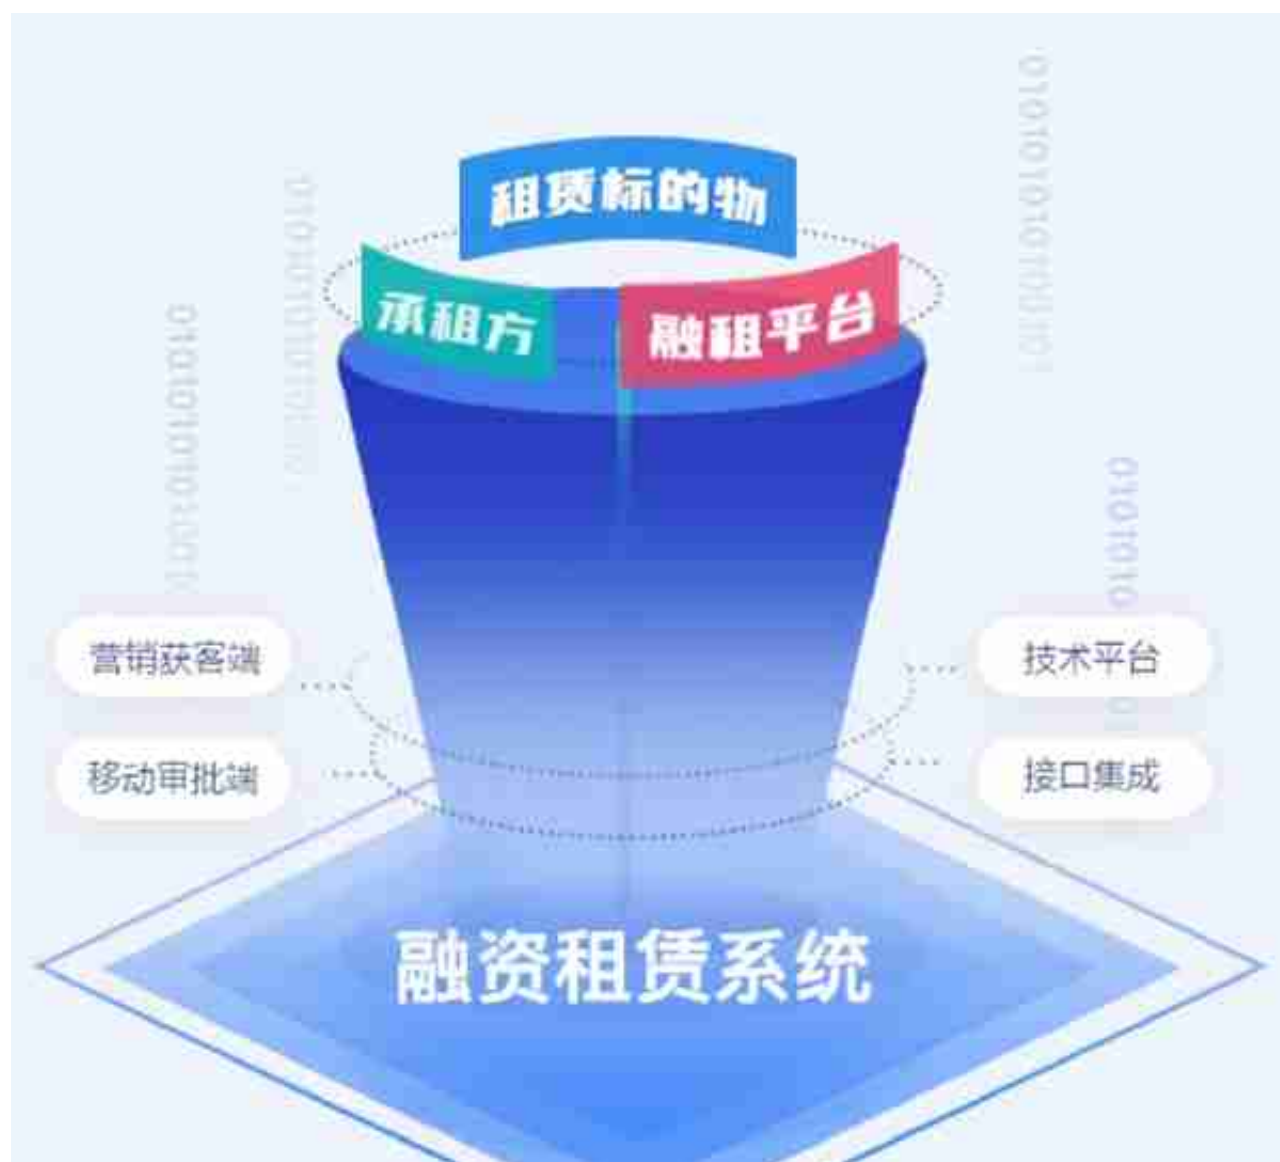 租赁标的物
承租方
融租平台
营销获客端
技术平台
移动审批端
接口集成
融资租赁系统